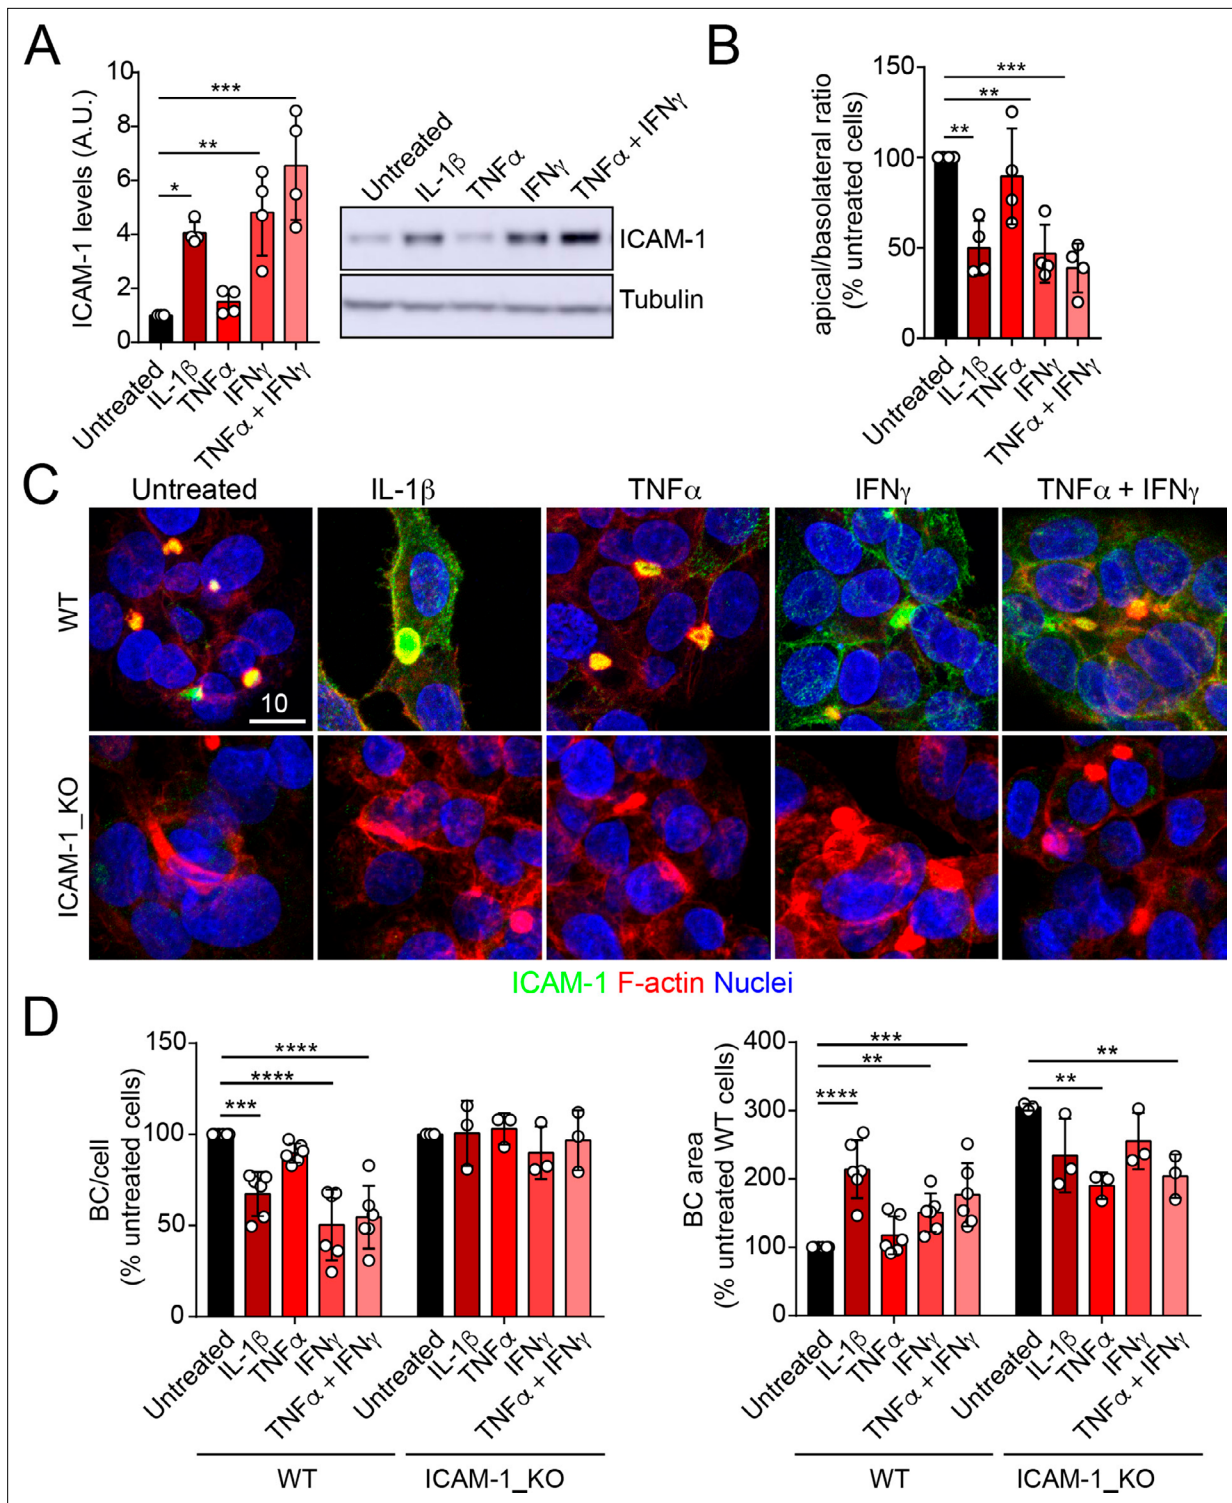 A
ICAM-1 levels (A.U.)
10
8
6
4
2
0
***
**
*
Untreated
IL-1β
TNFα
IFNγ
TNFα + IFNγ
Untreated
IL-1β
TNFα
IFNγ
TNFα + IFNγ
ICAM-1
Tubulin
B
apical/basolateral ratio
(% untreated cells)
150
100
50
0
***
**
**
Untreated
IL-1β
TNFα
IFNγ
TNFα + IFNγ
C
Untreated
IL-1β
TNFα
IFNγ
TNFα + IFNγ
WT
10
ICAM-1_KO
ICAM-1 F-actin Nuclei
D
BC/cell
(% untreated cells)
150
100
50
0
****
****
***
Untreated
IL-1β
TNFα
IFNγ
TNFα + IFNγ
Untreated
IL-1β
TNFα
IFNγ
TNFα + IFNγ
WT
ICAM-1_KO
BC area
(% untreated WT cells)
400
300
200
100
0
***
**
****
**
**
Untreated
IL-1β
TNFα
IFNγ
TNFα + IFNγ
Untreated
IL-1β
TNFα
IFNγ
TNFα + IFNγ
WT
ICAM-1_KO